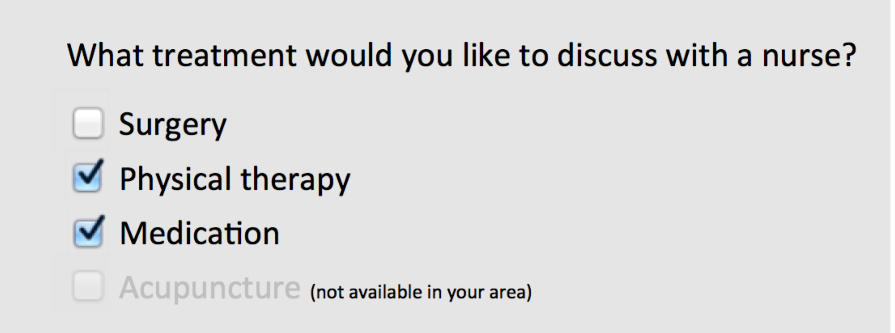 What treatment would you like to discuss with a nurse?
Surgery
Physical therapy
Medication
Acupuncture (not available in your area)